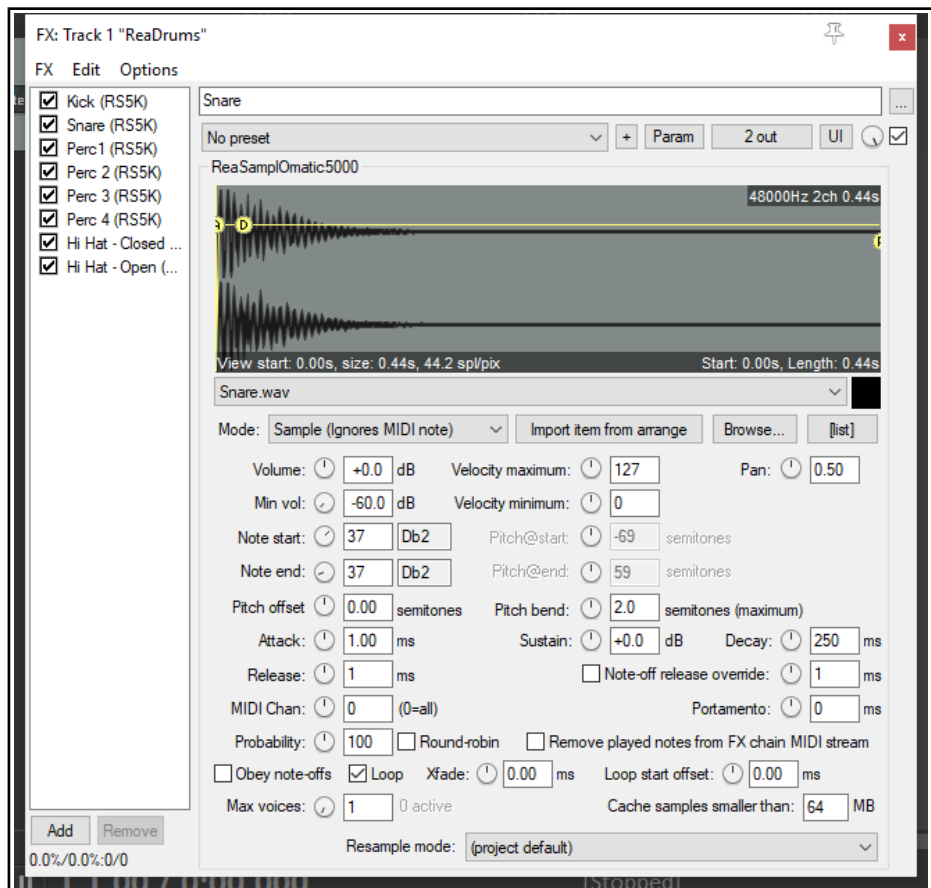 FX: Track 1 "ReaDrums"
x
FX Edit Options
Kick (RS5K)
Snare (RS5K)
Perc1 (RS5K)
Perc 2 (RS5K)
Perc 3 (RS5K)
Perc 4 (RS5K)
Hi Hat - Closed ...
Hi Hat - Open (...
Add Remove
0.0%/0.0%:0/0
Snare ...
No preset + Param 2 out UI
ReaSamplOmatic5000
48000Hz 2ch 0.44s
A D
View start: 0.00s, size: 0.44s, 44.2 spl/pix Start: 0.00s, Length: 0.44s
Snare.wav
Mode: Sample (Ignores MIDI note) Import item from arrange Browse... [list]
Volume: +0.0 dB Velocity maximum: 127 Pan: 0.50
Min vol: -60.0 dB Velocity minimum: 0
Note start: 37 Db2 Pitch@start: -69 semitones
Note end: 37 Db2 Pitch@end: 59 semitones
Pitch offset 0.00 semitones Pitch bend: 2.0 semitones (maximum)
Attack: 1.00 ms Sustain: +0.0 dB Decay: 250 ms
Release: 1 ms Note-off release override: 1 ms
MIDI Chan: 0 (0=all) Portamento: 0 ms
Probability: 100 Round-robin Remove played notes from FX chain MIDI stream
Obey note-offs Loop Xfade: 0.00 ms Loop start offset: 0.00 ms
Max voices: 1 0 active Cache samples smaller than: 64 MB
Resample mode: (project default)
[Stopped]